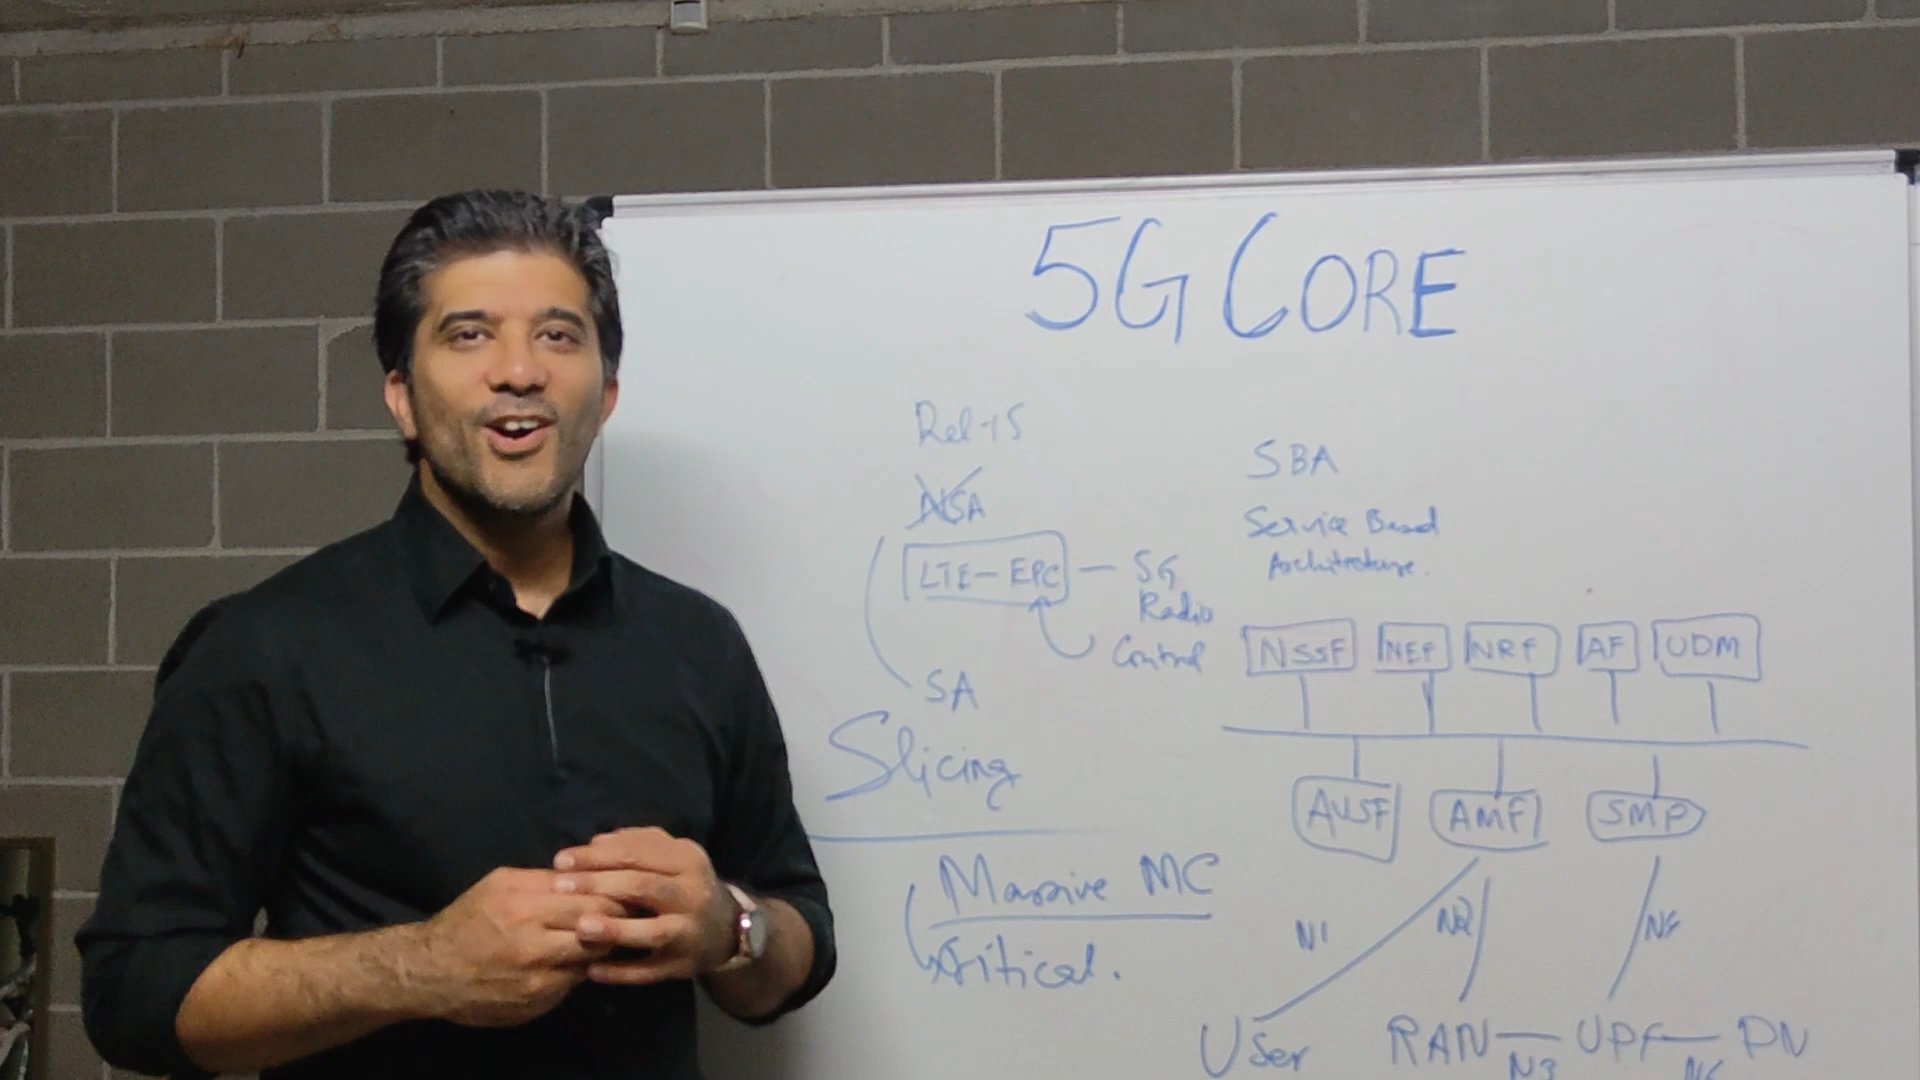 5G CORE
Rel-15
NSA
LTE-EPC — 5G
Radio
Control
SA
Slicing
Massive MC
Critical.
SBA
Service Based
Architecture.
NSSF NEF NRF AF UDM
AUSF AMF SMF
N1 N2 N4
User RAN — UPF — DN
N3 N6